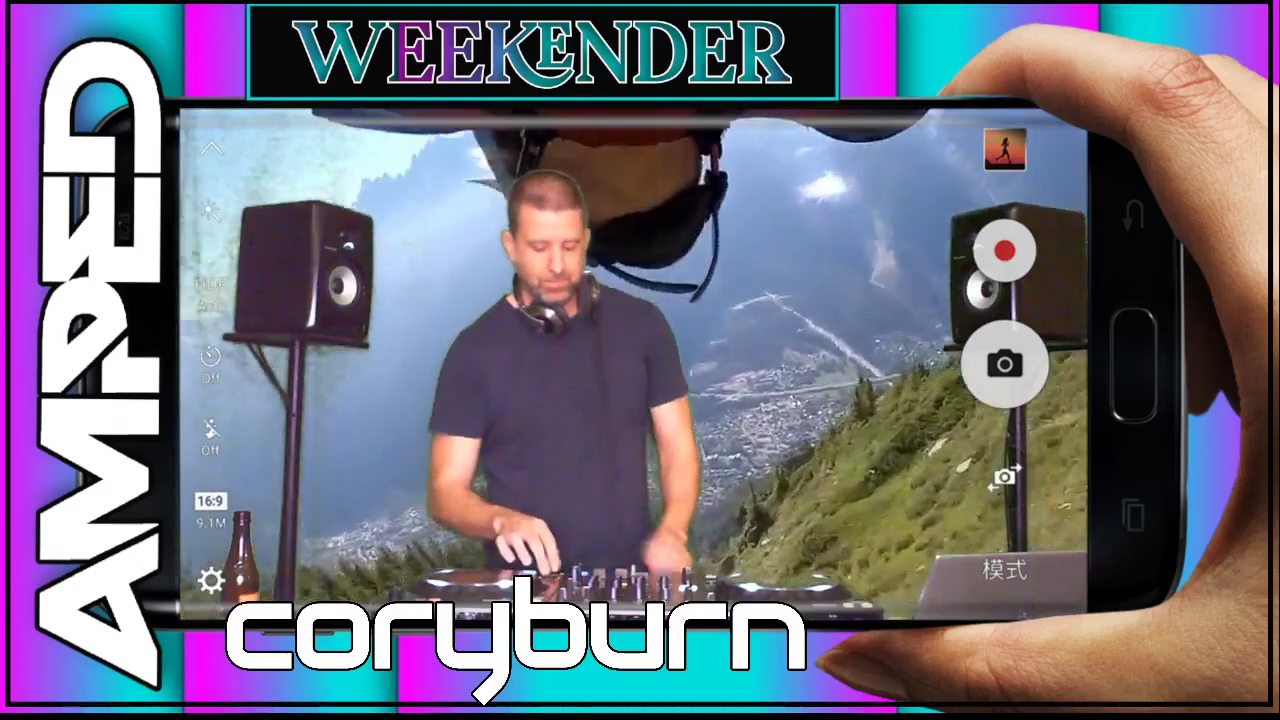 WEEKENDER
AMPED
Off
Off
16:9
9.1M
模式
coryburn